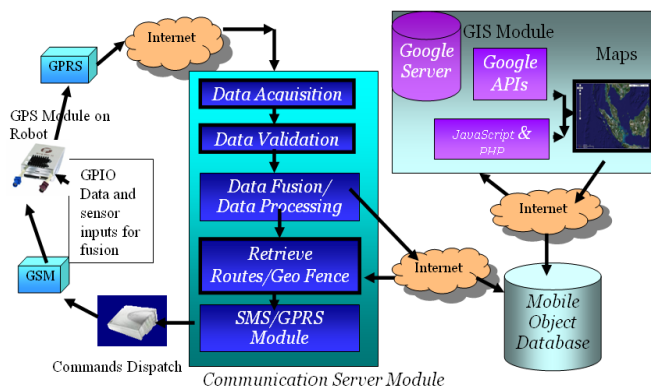 GPRS
Internet
GPS Module on
Robot
GPIO
Data and
sensor
inputs for
fusion
GSM
Commands Dispatch
Data Acquisition
Data Validation
Data Fusion/
Data Processing
Retrieve
Routes/Geo Fence
SMS/GPRS
Module
Communication Server Module
Internet
GIS Module
Google
Server
Google
APIs
JavaScript &
PHP
Maps
Internet
Mobile
Object
Database